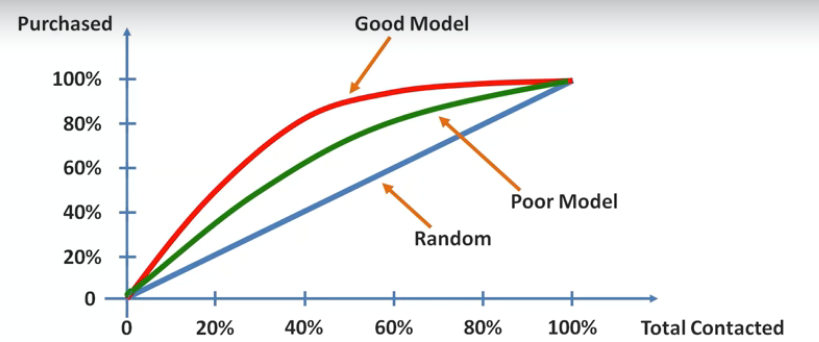 Purchased
Good Model
100%
80%
60%
40%
20%
0
Poor Model
Random
0 20% 40% 60% 80% 100% Total Contacted